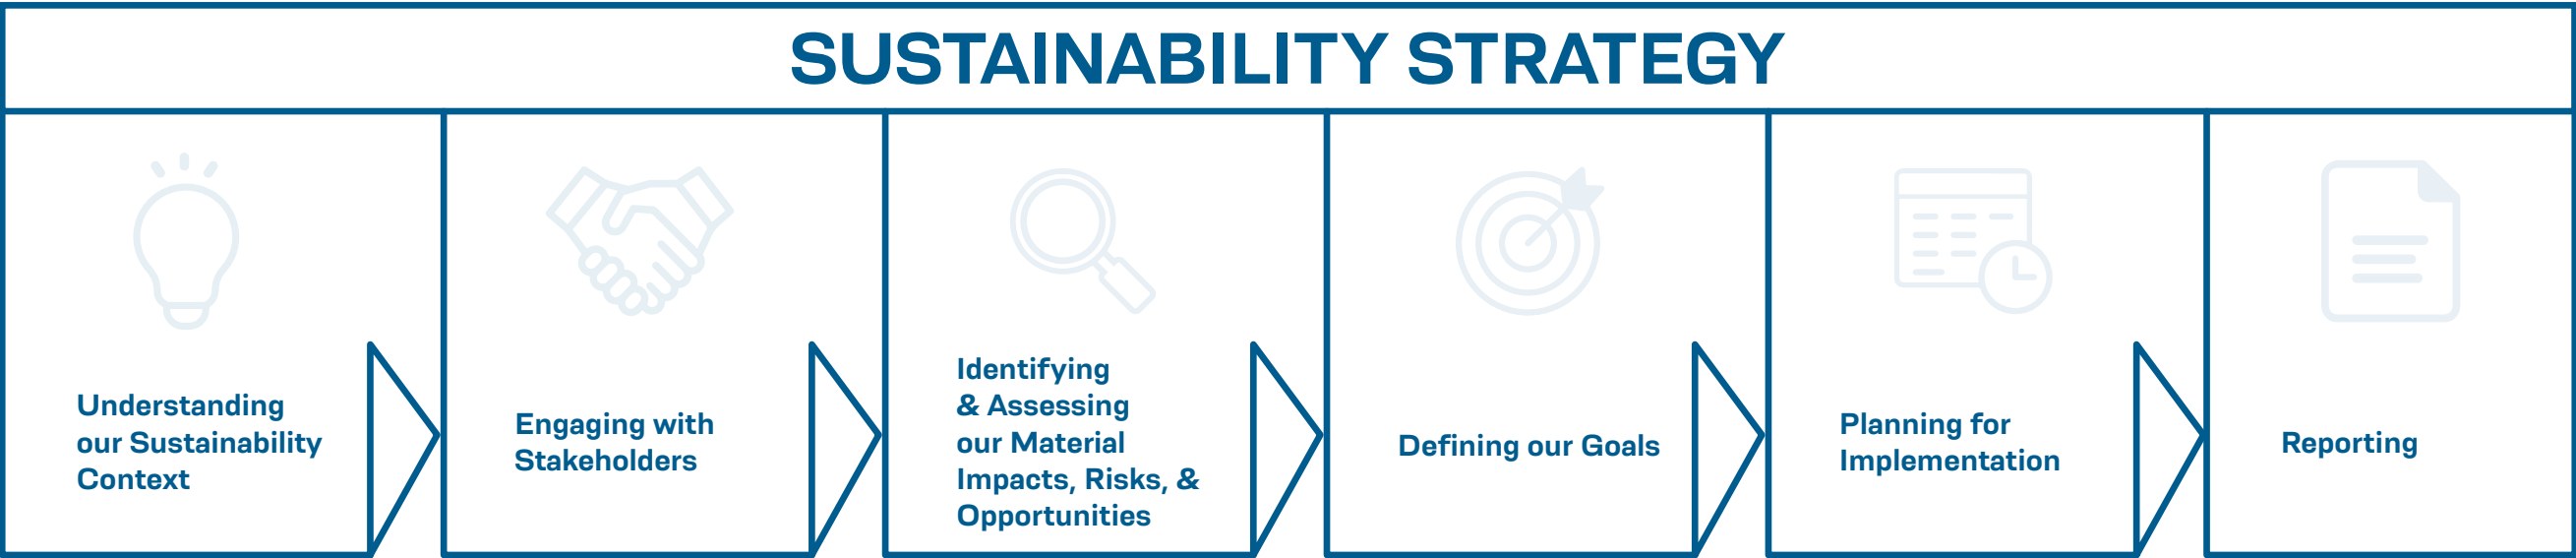 SUSTAINABILITY STRATEGY
Understanding
our Sustainability
Context
Engaging with
Stakeholders
Identifying
& Assessing
our Material
Impacts, Risks, &
Opportunities
Defining our Goals
Planning for
Implementation
Reporting